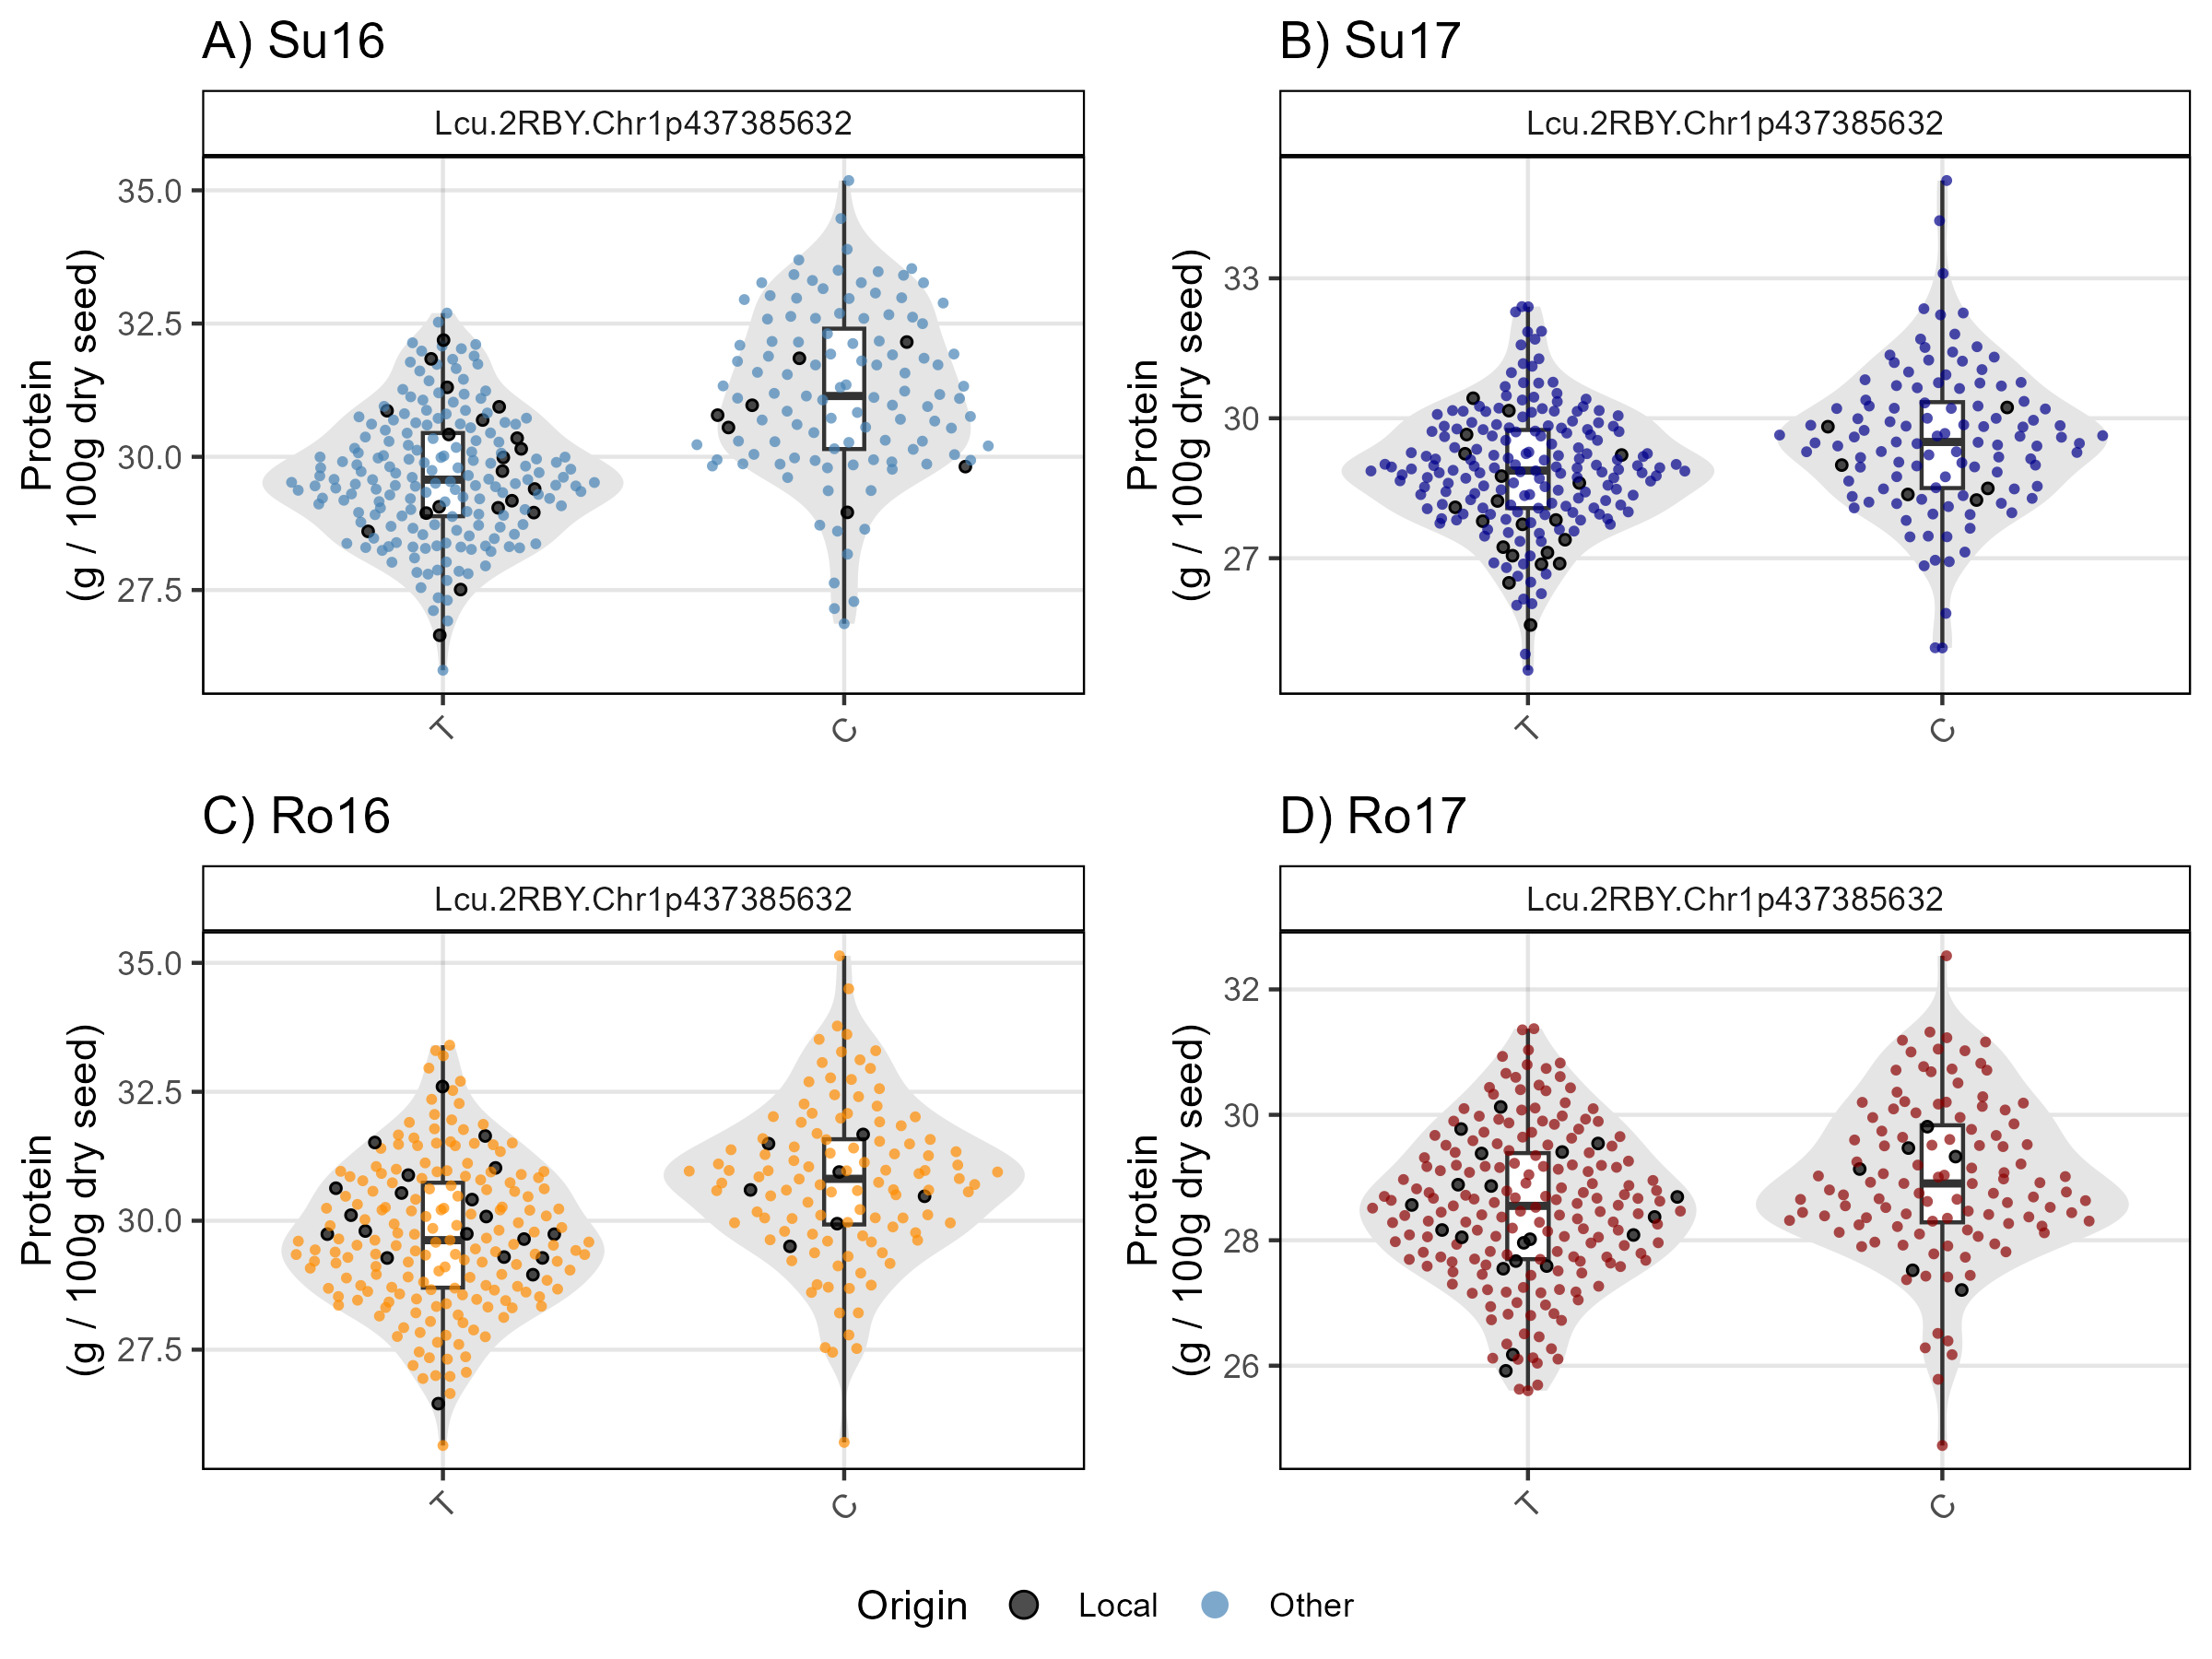 A) Su16
Lcu.2RBY.Chr1p437385632
Protein
(g / 100g dry seed)
35.0
32.5
30.0
27.5
T
C
B) Su17
Lcu.2RBY.Chr1p437385632
Protein
(g / 100g dry seed)
33
30
27
T
C
C) Ro16
Lcu.2RBY.Chr1p437385632
Protein
(g / 100g dry seed)
35.0
32.5
30.0
27.5
T
C
D) Ro17
Lcu.2RBY.Chr1p437385632
Protein
(g / 100g dry seed)
32
30
28
26
T
C
Origin Local Other